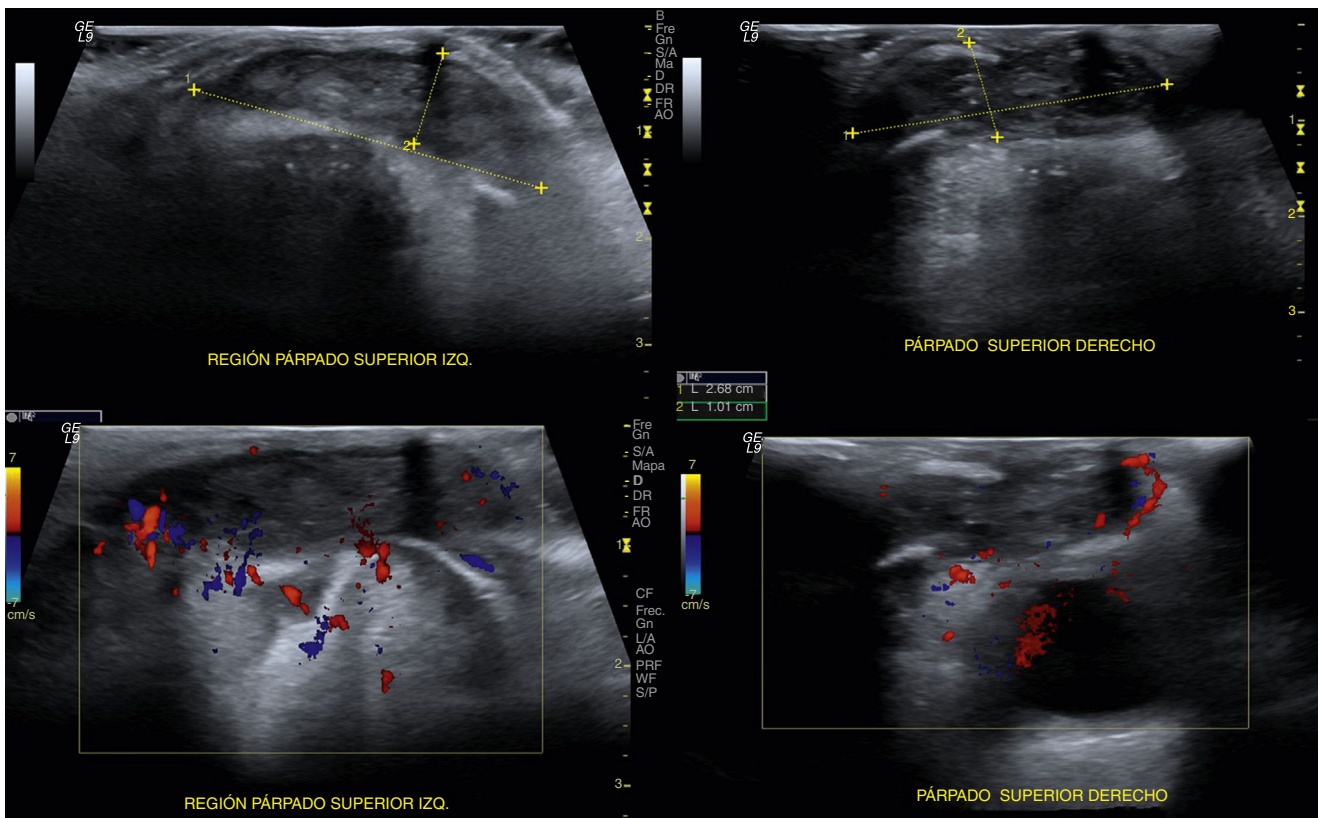 GE
L9
B
Fre
Gn
S/A
Ma
D
DR
FR
AO
1
2
1
2
3
REGIÓN PÁRPADO SUPERIOR IZQ.
GE
L9
2
1
1
2
3
PÁRPADO SUPERIOR DERECHO
1 L 2.68 cm
2 L 1.01 cm
GE
L9
7
-7
cm/s
Fre
Gn
S/A
Mapa
D
DR
FR
AO
1
CF
Frec.
Gn
L/A
AO
PRF
WF
S/P
2
3
REGIÓN PÁRPADO SUPERIOR IZQ.
GE
L9
7
-7
cm/s
PÁRPADO SUPERIOR DERECHO